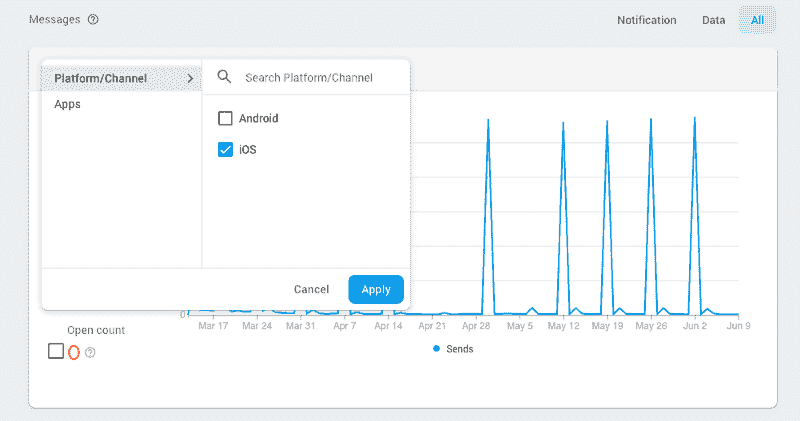 Messages
Notification Data All
Platform/Channel
Apps
Search Platform/Channel
Android
iOS
Cancel Apply
0
Mar 17 Mar 24 Mar 31 Apr 7 Apr 14 Apr 21 Apr 28 May 5 May 12 May 19 May 26 Jun 2 Jun 9
Sends
Open count
0